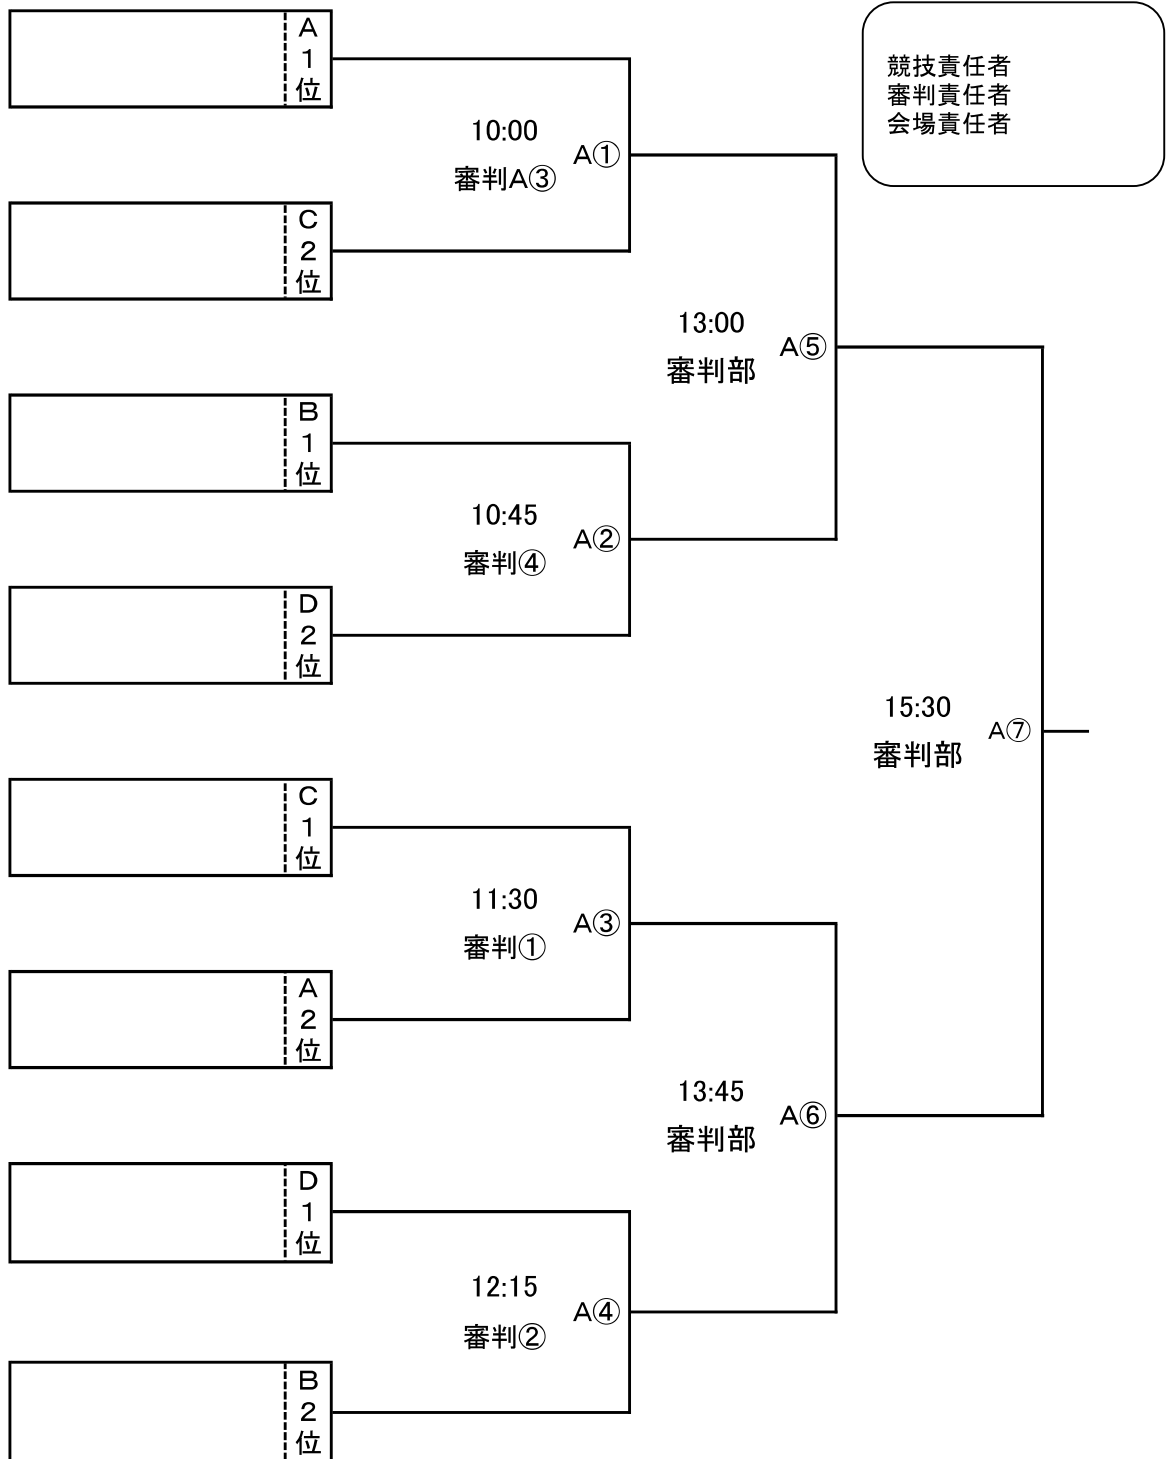 A
1
位
競技責任者
審判責任者
会場責任者
10:00
A①
審判A③
C
2
位
13:00
A⑤
審判部
B
1
位
10:45
A②
審判④
D
2
位
15:30
A⑦
審判部
C
1
位
11:30
A③
審判①
A
2
位
13:45
A⑥
審判部
D
1
位
12:15
A④
審判②
B
2
位